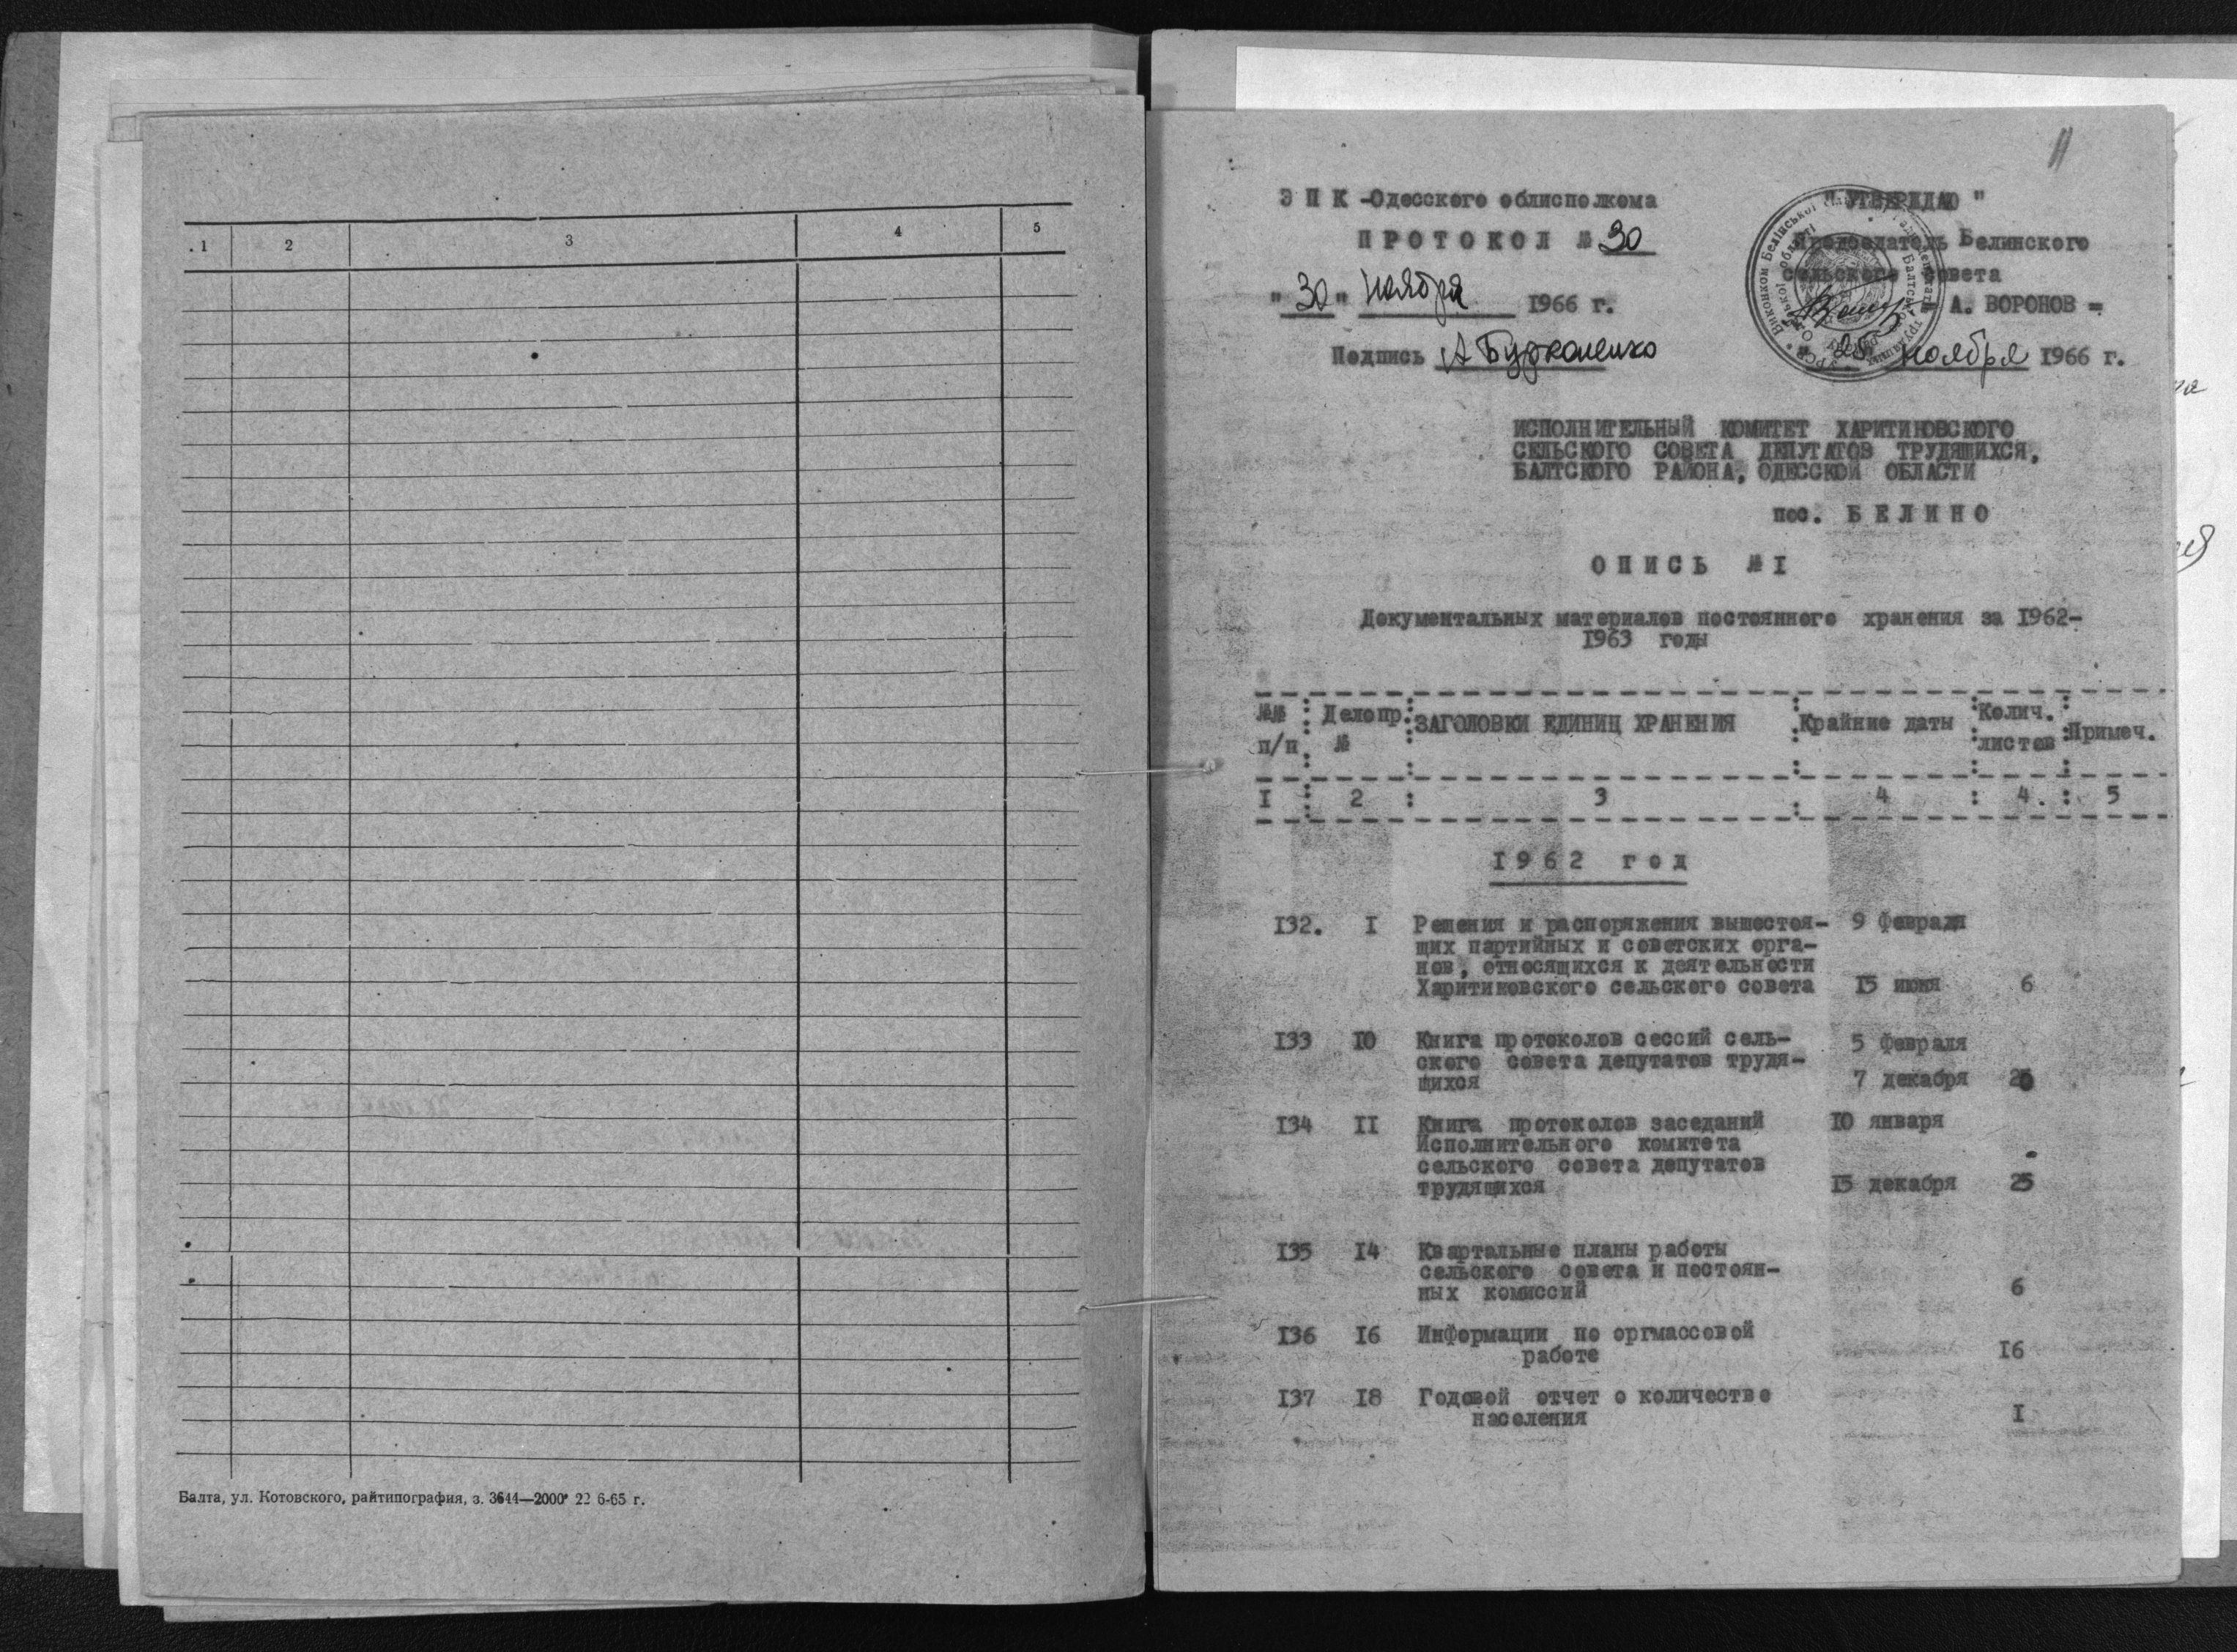 1 2 3 4 5
Балта, ул. Котовского, райтипография, з. 3644—2000 22 6-65 г.
11
Э П К -Одесского облисполкома
П Р О Т О К О Л № 30
"30" ноября 1966 г.
Подпись
" УТВЕРЖДАЮ "
Председатель Белинского
сельского совета
- А. ВОРОНОВ -
25 ноября 1966 г.
ИСПОЛНИТЕЛЬНЫЙ КОМИТЕТ ХАРИТИНОВСКОГО
СЕЛЬСКОГО СОВЕТА ДЕПУТАТОВ ТРУДЯЩИХСЯ,
БАЛТСКОГО РАЙОНА, ОДЕССКОЙ ОБЛАСТИ
пос. Б Е Л И Н О
О П И С Ь № I
Документальных материалов постоянного хранения за 1962-
1963 годы
№№ : Делопр. : ЗАГОЛОВКИ ЕДИНИЦ ХРАНЕНИЯ : Крайние даты : Колич. : Примеч.
п/п : № : листов
I : 2 : 3 : 4 : 4. : 5
I 9 6 2 г о д
I32. I Решения и распоряжения вышестоя- 9 февраля
щих партийных и советских орга-
нов, относящихся к деятельности
Харитиновского сельского совета 15 июня 6
I33 I0 Книга протоколов сессий сель- 5 февраля
ского совета депутатов трудя-
щихся 7 декабря
I34 II Книга протоколов заседаний I0 января
Исполнительного комитета
сельского совета депутатов
трудящихся I5 декабря 25
I35 I4 Квартальные планы работы
сельского совета и постоян-
ных комиссий 6
I36 I6 Информации по оргмассовой
работе I6
I37 I8 Годовой отчет о количестве
населения I